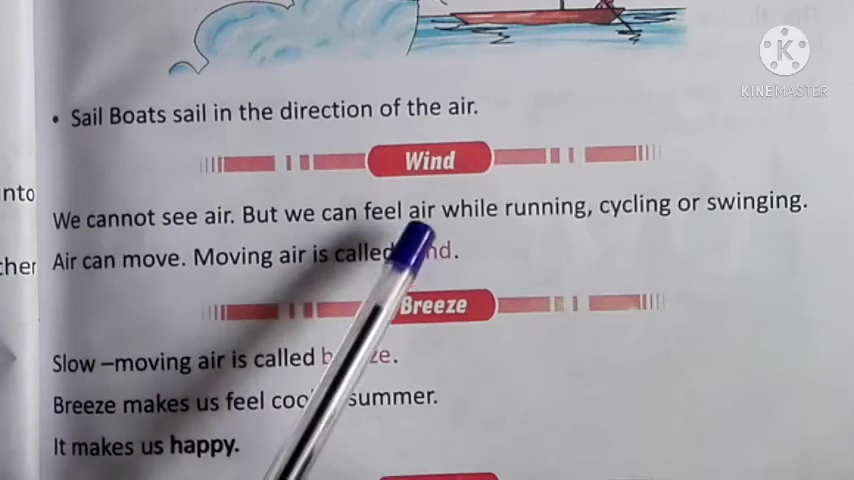 K
KINEMASTER
• Sail Boats sail in the direction of the air.
Wind
nto
We cannot see air. But we can feel air while running, cycling or swinging.
ther
Air can move. Moving air is called
Breeze
Slow –moving air is called
Breeze makes us feel summer.
It makes us happy.